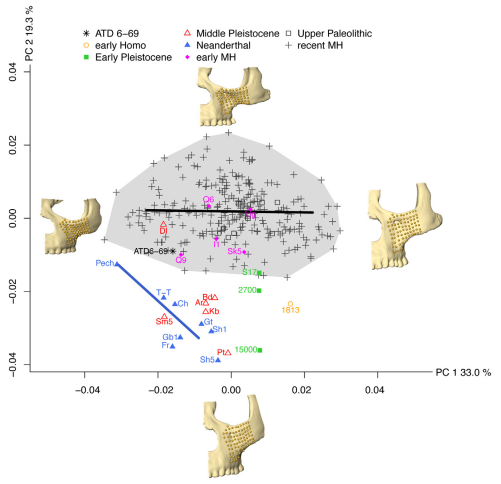 ATD 6−69
early Homo
Early Pleistocene
Middle Pleistocene
Neanderthal
early MH
Upper Paleolithic
recent MH
PC 2 19.3 %
0.04
0.02
0.00
−0.02
−0.04
Q6
DI
I1
ATD6−69
Q9
Sk5
S17
Pech
T−T
Ch
Bd
Ar
Kb
2700
1813
Sm5
Gt
Sh1
Gb1
Fr
Pt
15000
Sh5
−0.04
−0.02
0.00
0.02
0.04
PC 1 33.0 %